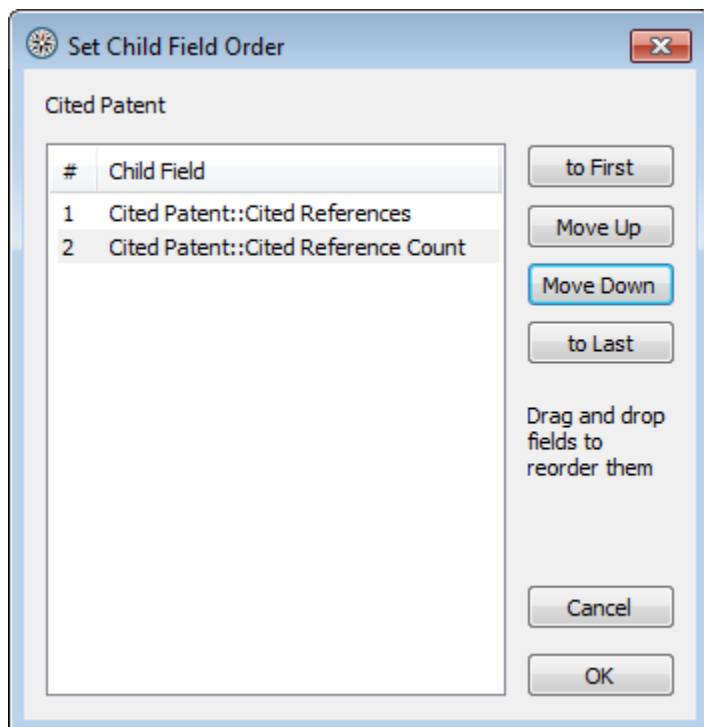 Set Child Field Order
Cited Patent
# Child Field
1 Cited Patent::Cited References
2 Cited Patent::Cited Reference Count
to First
Move Up
Move Down
to Last
Drag and drop
fields to
reorder them
Cancel
OK